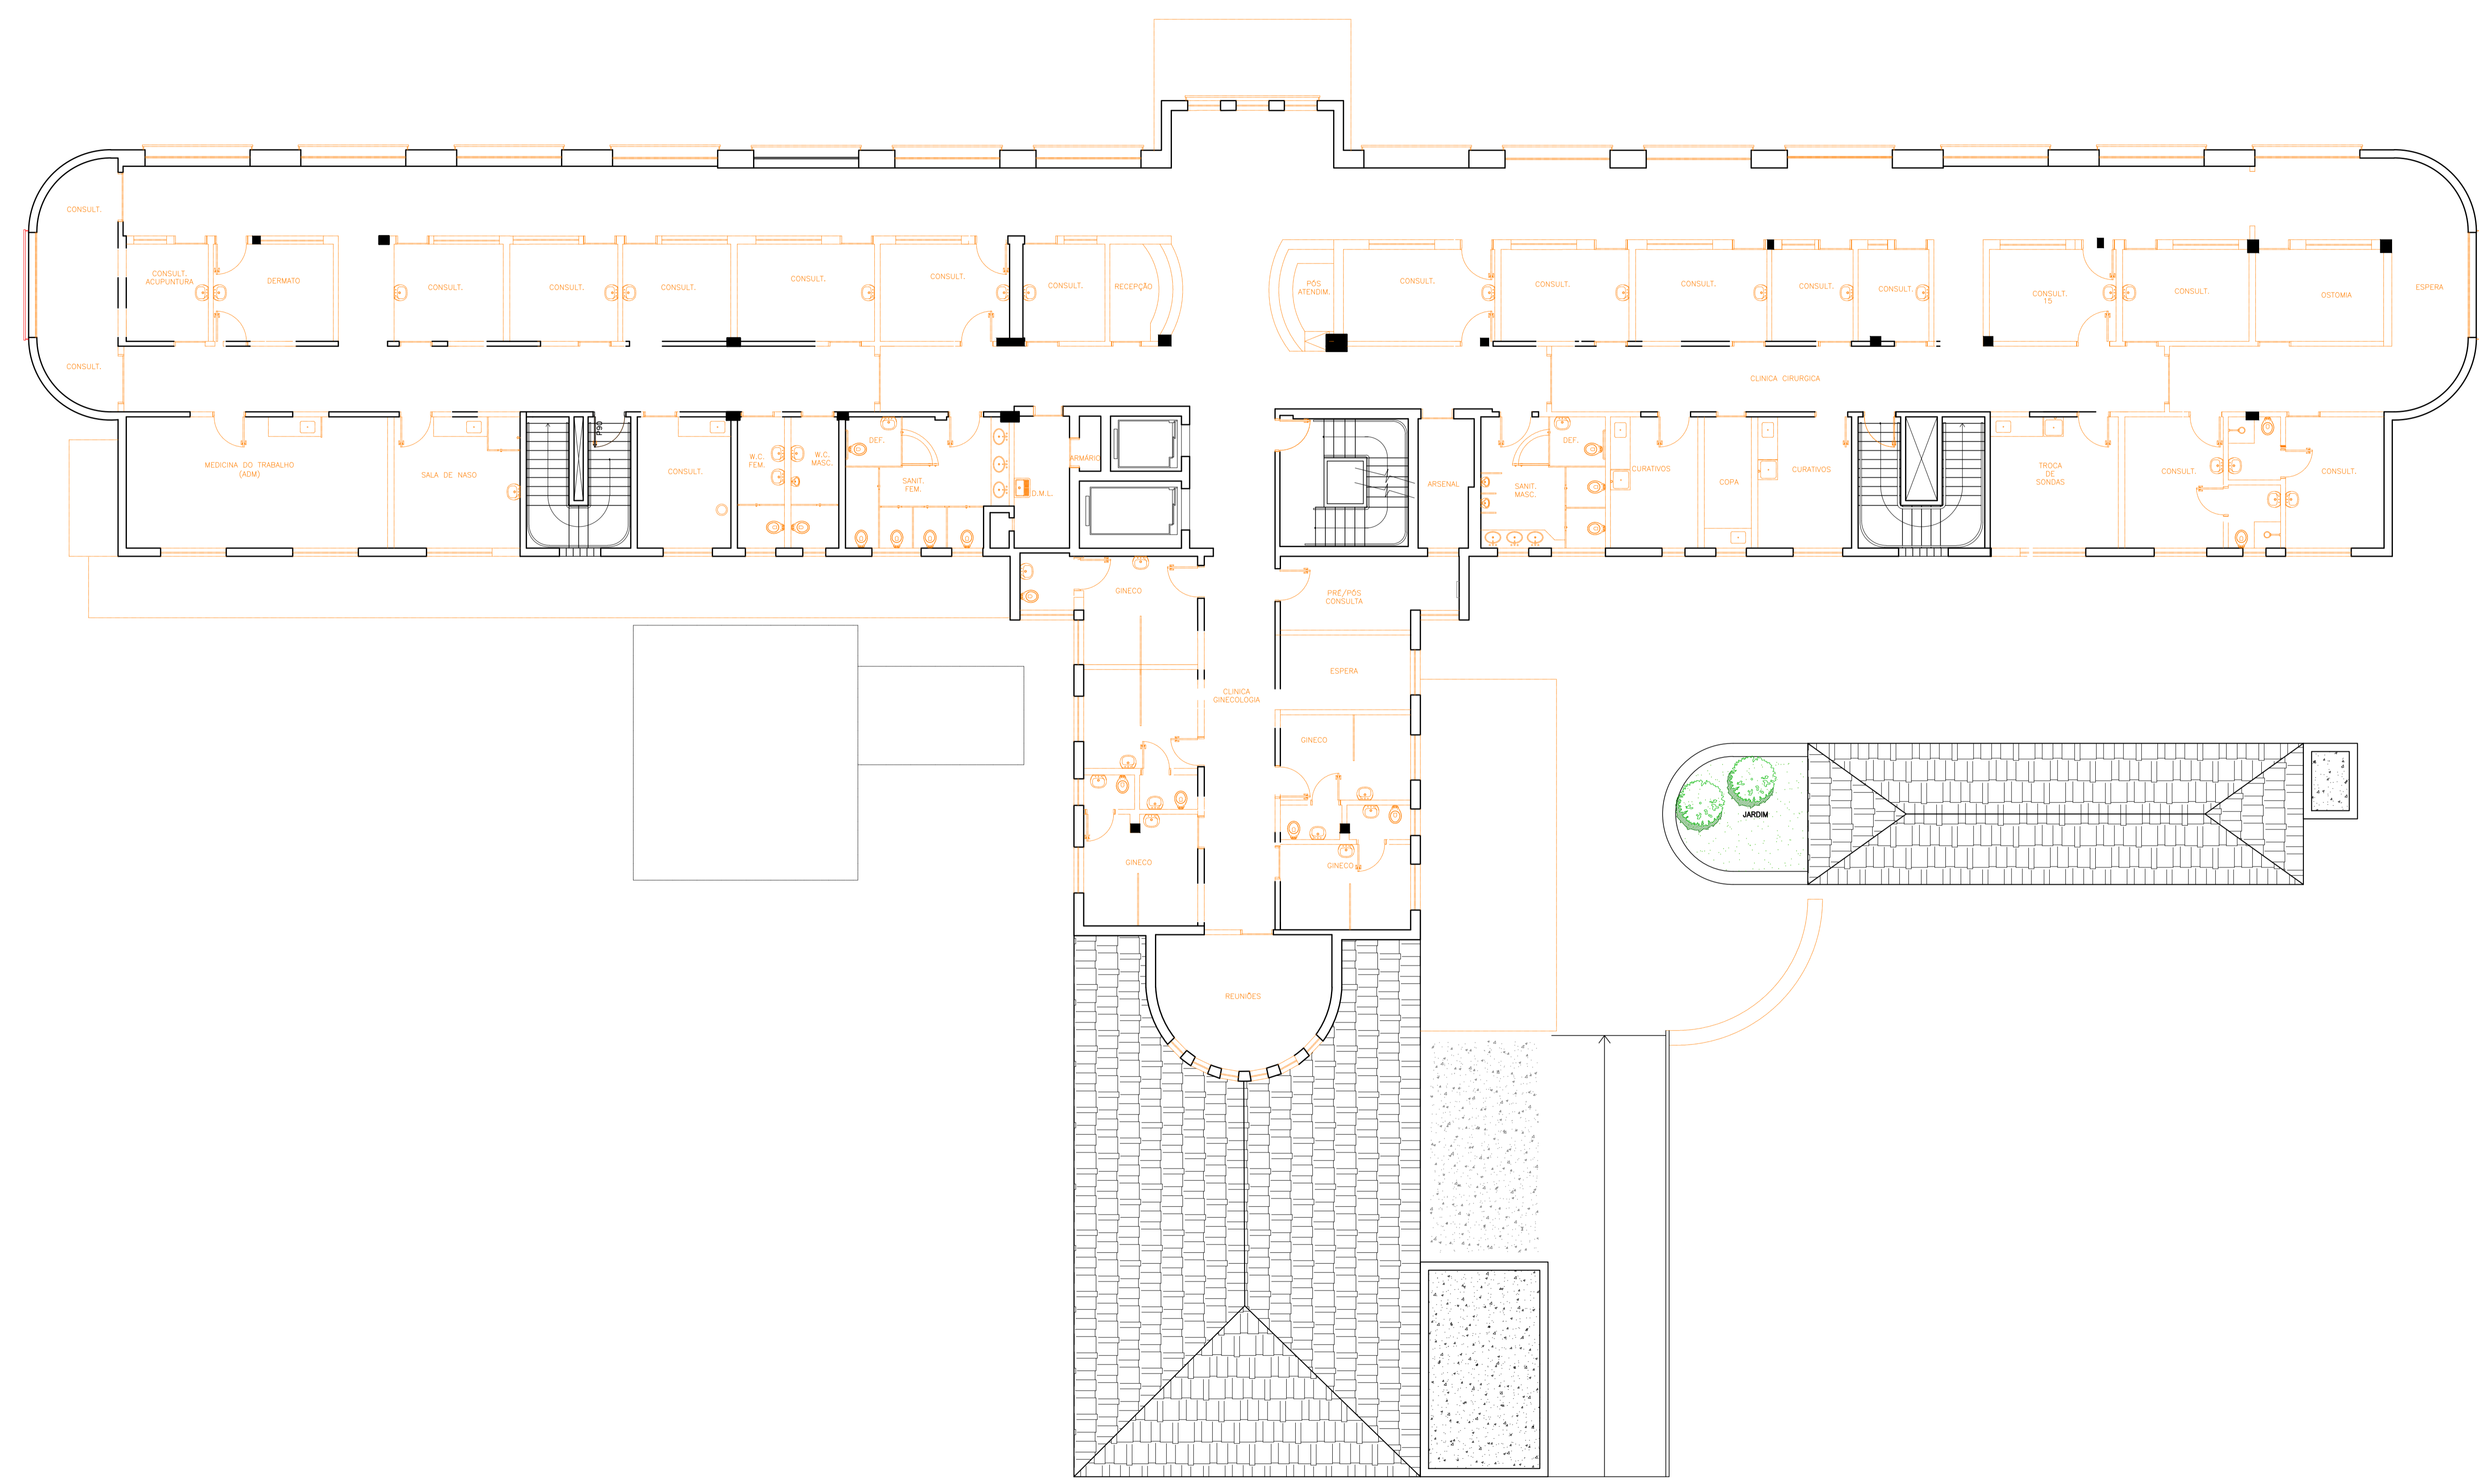 CONSULT.
CONSULT.
ACUPUNTURA
DERMATO
CONSULT.
CONSULT.
CONSULT.
CONSULT.
CONSULT.
CONSULT.
RECEPÇÃO
PÓS
ATENDIM.
CONSULT.
CONSULT.
CONSULT.
CONSULT.
CONSULT.
CONSULT.
15
CONSULT.
OSTOMIA
ESPERA
CONSULT.
CLINICA CIRURGICA
MEDICINA DO TRABALHO
(ADM)
SALA DE NASO
P90
CONSULT.
W.C.
FEM.
W.C.
MASC.
DEF.
SANIT.
FEM.
D.M.L.
ARMÁRIO
ARSENAL
SANIT.
MASC.
DEF.
CURATIVOS
COPA
CURATIVOS
TROCA
DE
SONDAS
CONSULT.
CONSULT.
GINECO
PRÉ/PÓS
CONSULTA
ESPERA
CLINICA
GINECOLOGIA
GINECO
GINECO
GINECO
JARDIM
REUNIÕES